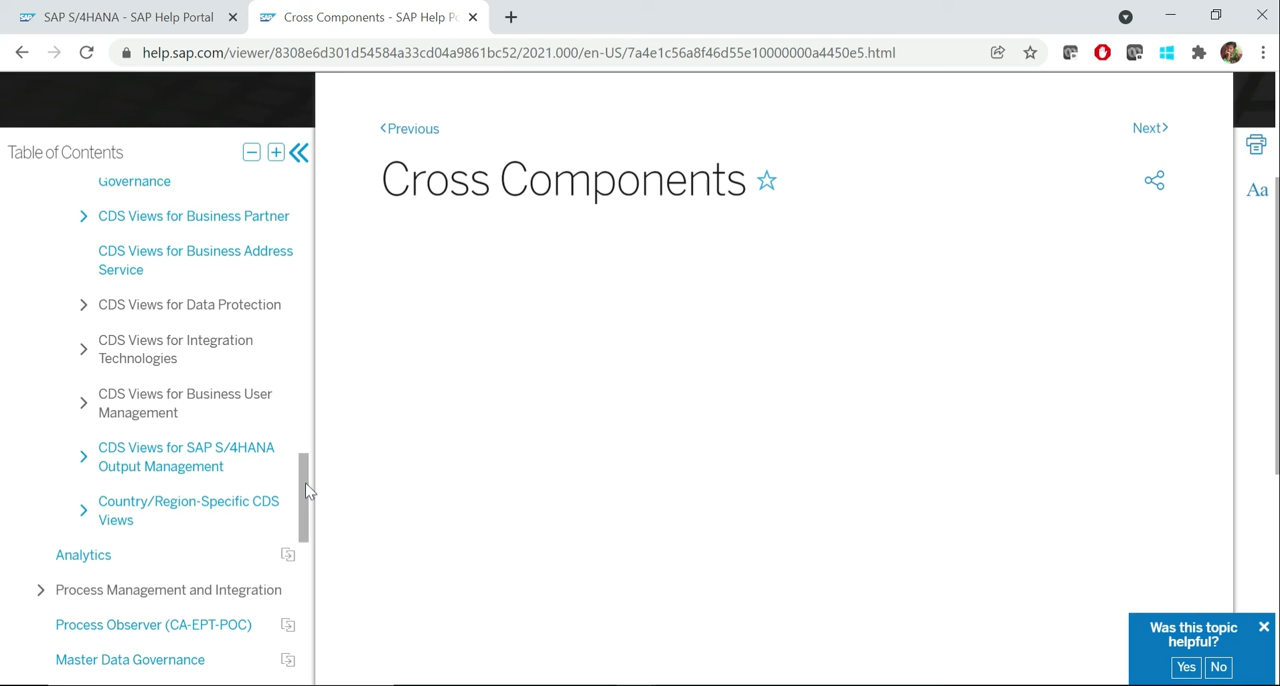 SAP S/4HANA - SAP Help Portal
Cross Components - SAP Help Po
help.sap.com/viewer/8308e6d301d54584a33cd04a9861bc52/2021.000/en-US/7a4e1c56a8f46d55e10000000a4450e5.html
Table of Contents
Governance
CDS Views for Business Partner
CDS Views for Business Address
Service
CDS Views for Data Protection
CDS Views for Integration
Technologies
CDS Views for Business User
Management
CDS Views for SAP S/4HANA
Output Management
Country/Region-Specific CDS
Views
Analytics
Process Management and Integration
Process Observer (CA-EPT-POC)
Master Data Governance
Previous
Next
Cross Components
Aa
Was this topic
helpful?
Yes No